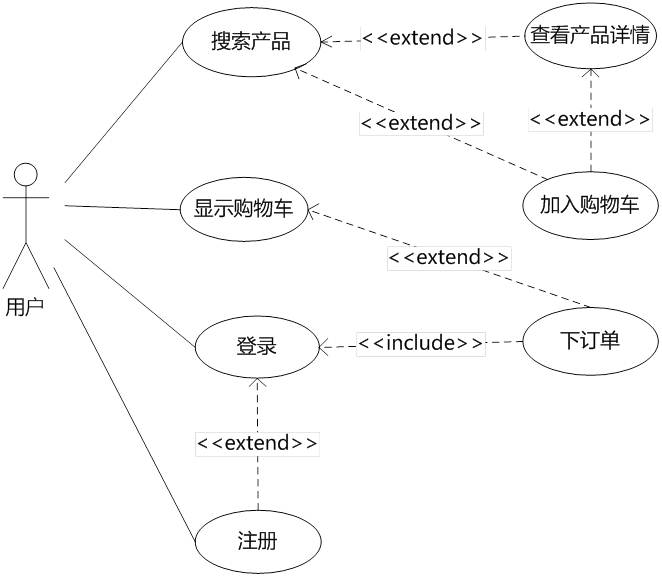 搜索产品
<<extend>>
查看产品详情
<<extend>>
<<extend>>
显示购物车
加入购物车
<<extend>>
用户
登录
<<include>>
下订单
<<extend>>
注册